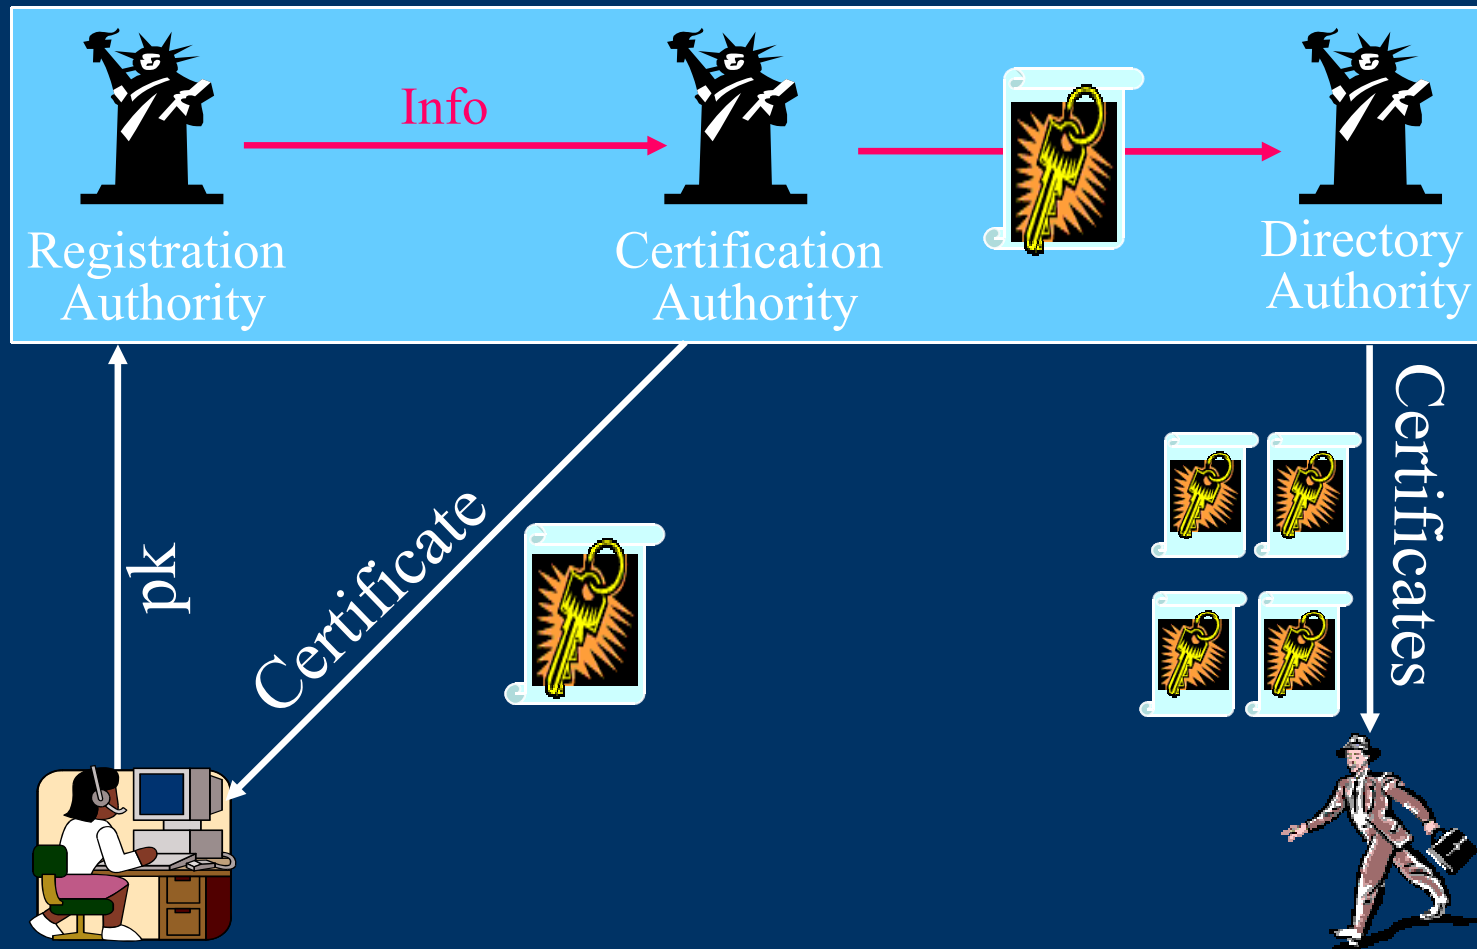 Info
Registration
Authority
Certification
Authority
Directory
Authority
pk
Certificate
Certificates